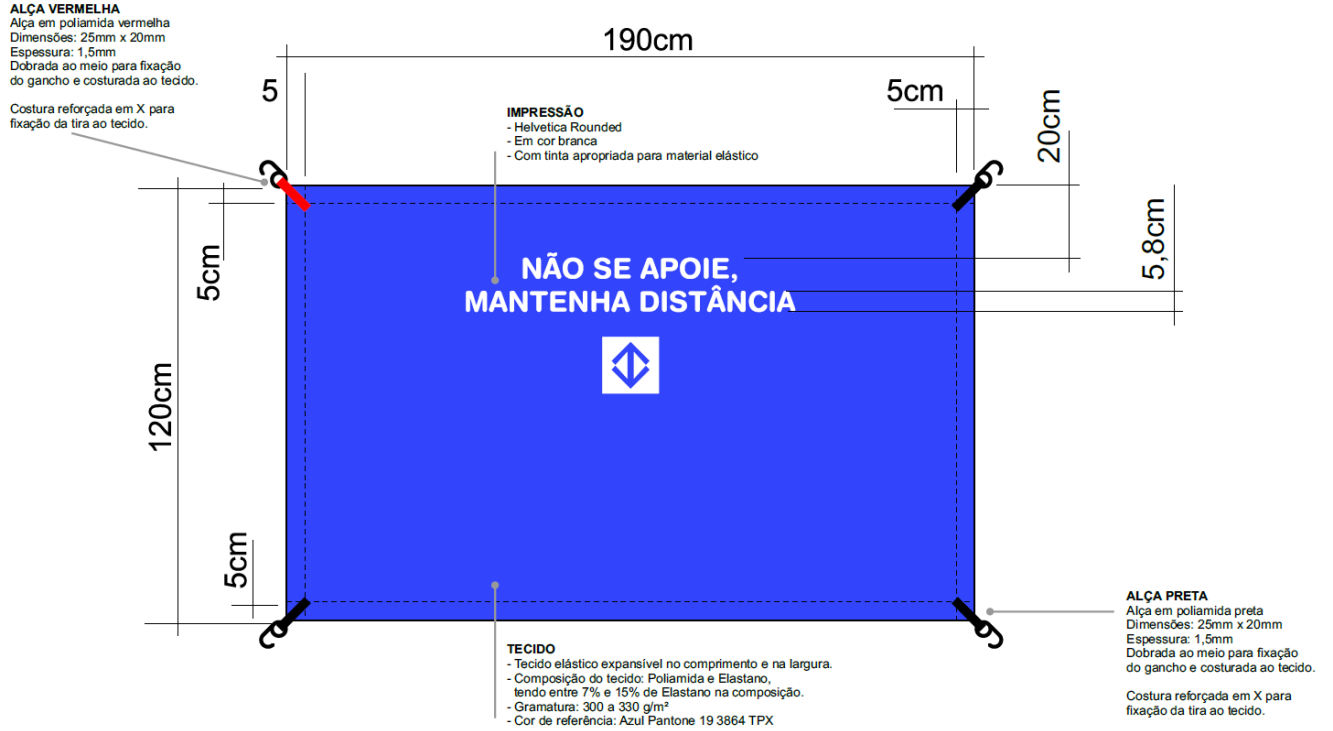 ALÇA VERMELHA
Alça em poliamida vermelha
Dimensões: 25mm x 20mm
Espessura: 1,5mm
Dobrada ao meio para fixação
do gancho e costurada ao tecido.
Costura reforçada em X para
fixação da tira ao tecido.
190cm
5
5cm
20cm
IMPRESSÃO
- Helvetica Rounded
- Em cor branca
- Com tinta apropriada para material elástico
5cm
5,8cm
NÃO SE APOIE,
MANTENHA DISTÂNCIA
120cm
5cm
TECIDO
- Tecido elástico expansível no comprimento e na largura.
- Composição do tecido: Poliamida e Elastano,
tendo entre 7% e 15% de Elastano na composição.
- Gramatura: 300 a 330 g/m²
- Cor de referência: Azul Pantone 19 3864 TPX
ALÇA PRETA
Alça em poliamida preta
Dimensões: 25mm x 20mm
Espessura: 1,5mm
Dobrada ao meio para fixação
do gancho e costurada ao tecido.
Costura reforçada em X para
fixação da tira ao tecido.